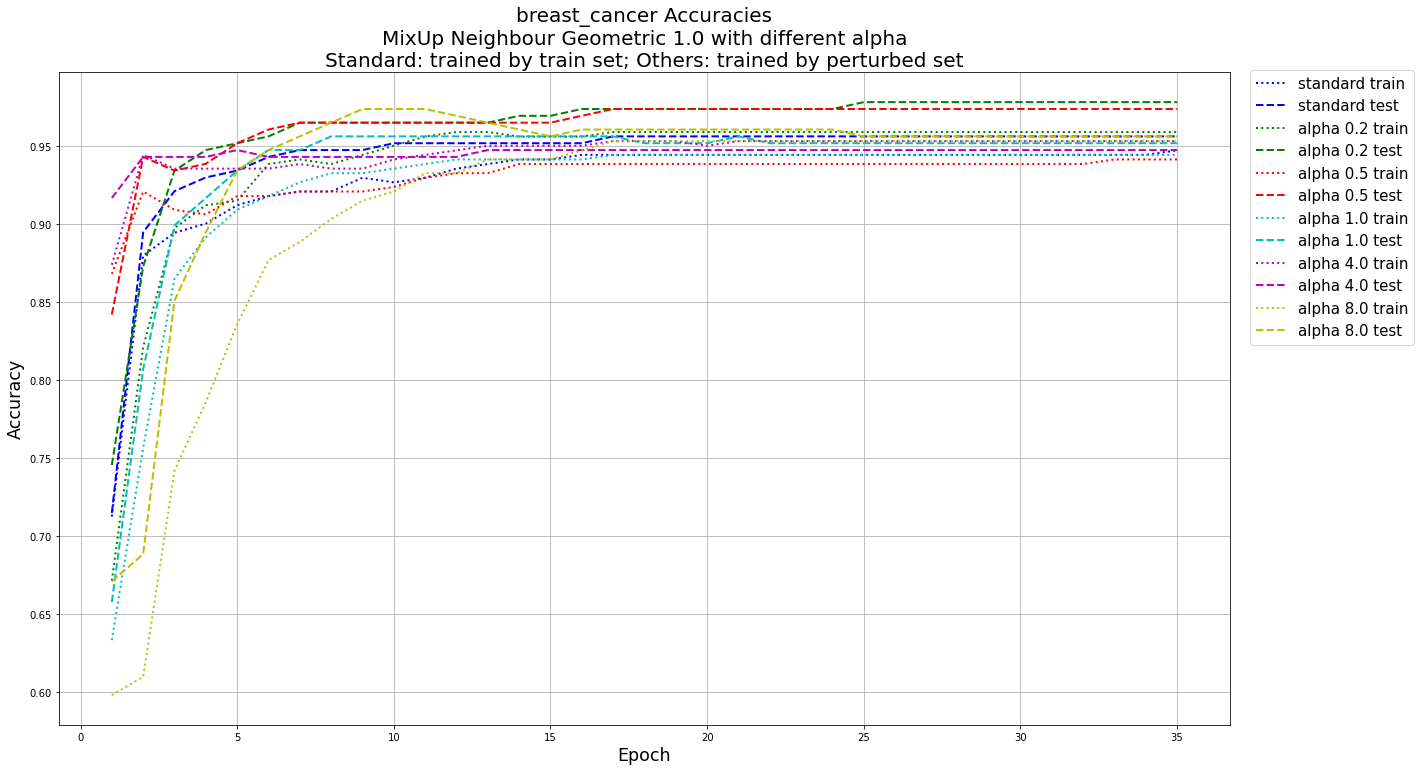 breast_cancer Accuracies
MixUp Neighbour Geometric 1.0 with different alpha
Standard: trained by train set; Others: trained by perturbed set
standard train
standard test
alpha 0.2 train
alpha 0.2 test
alpha 0.5 train
alpha 0.5 test
alpha 1.0 train
alpha 1.0 test
alpha 4.0 train
alpha 4.0 test
alpha 8.0 train
alpha 8.0 test
Accuracy
0.95
0.90
0.85
0.80
0.75
0.70
0.65
0.60
0 5 10 15 20 25 30 35
Epoch